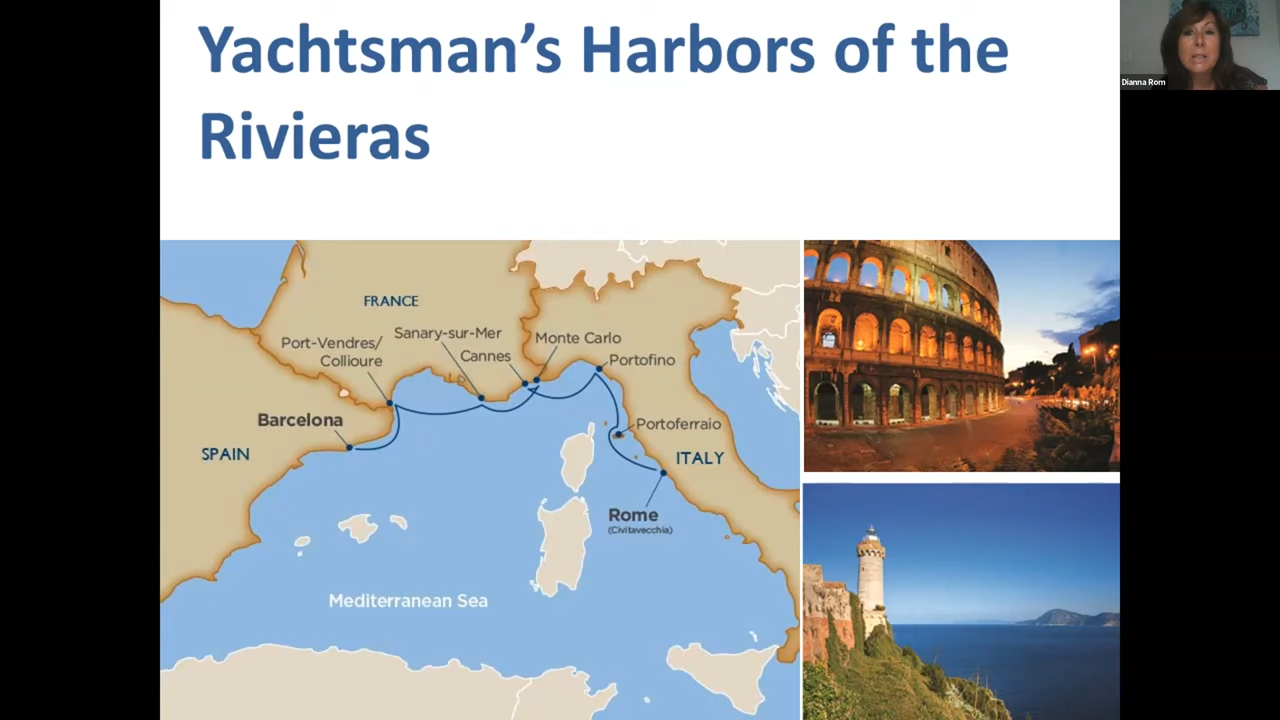 Yachtsman's Harbors of the
Rivieras
Dianna Rom
FRANCE
Port-Vendres/
Collioure
Sanary-sur-Mer
Cannes
Monte Carlo
Portofino
Barcelona
SPAIN
Portoferraio
ITALY
Rome
(Civitavecchia)
Mediterranean Sea